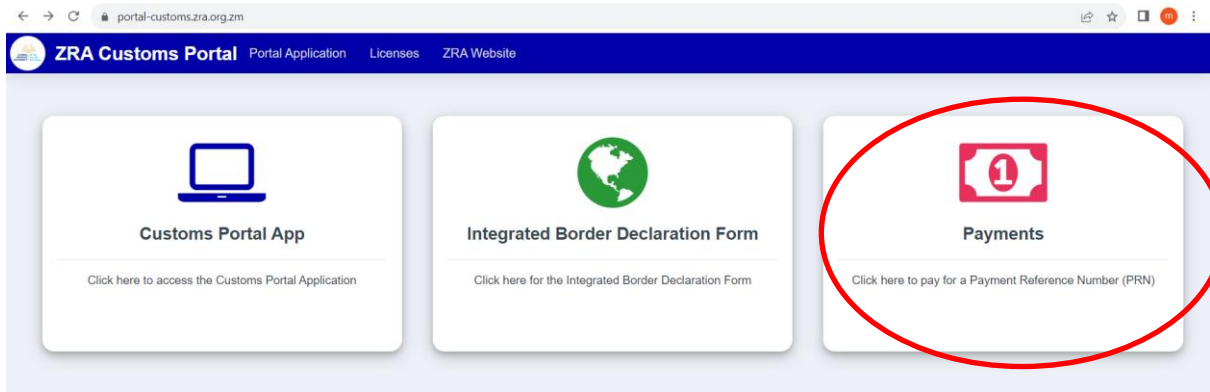 portal-customs.zra.org.zm
m
ZRA Customs Portal Portal Application Licenses ZRA Website
1
Customs Portal App
Click here to access the Customs Portal Application
Integrated Border Declaration Form
Click here for the Integrated Border Declaration Form
Payments
Click here to pay for a Payment Reference Number (PRN)